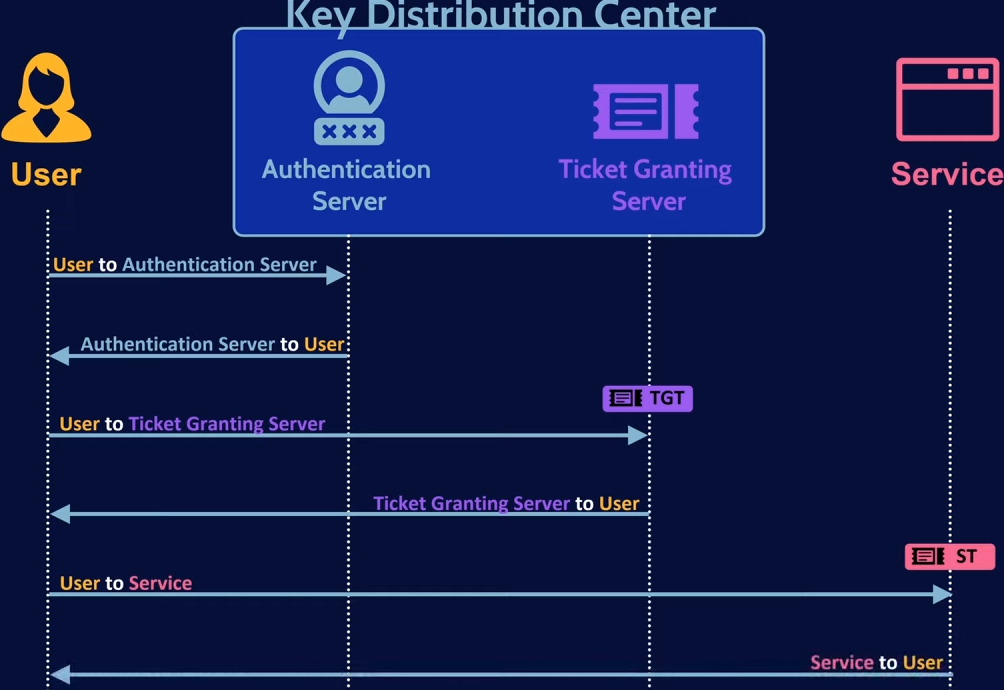 Key Distribution Center
User
Authentication
Server
Ticket Granting
Server
Service
User to Authentication Server
Authentication Server to User
TGT
User to Ticket Granting Server
Ticket Granting Server to User
ST
User to Service
Service to User